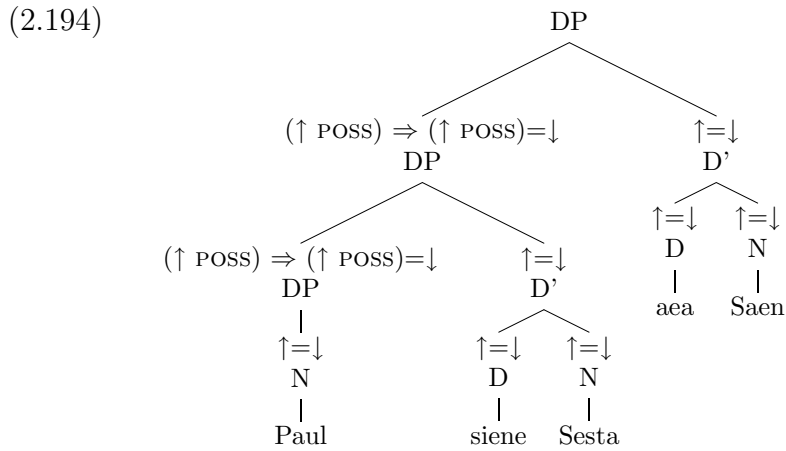 (2.194)
DP
(↑ POSS) ⇒ (↑ POSS)=↓ ↑=↓
DP D’
↑=↓ ↑=↓
D N
aea Saen
(↑ POSS) ⇒ (↑ POSS)=↓ ↑=↓
DP D’
↑=↓ ↑=↓ ↑=↓
N D N
Paul siene Sesta